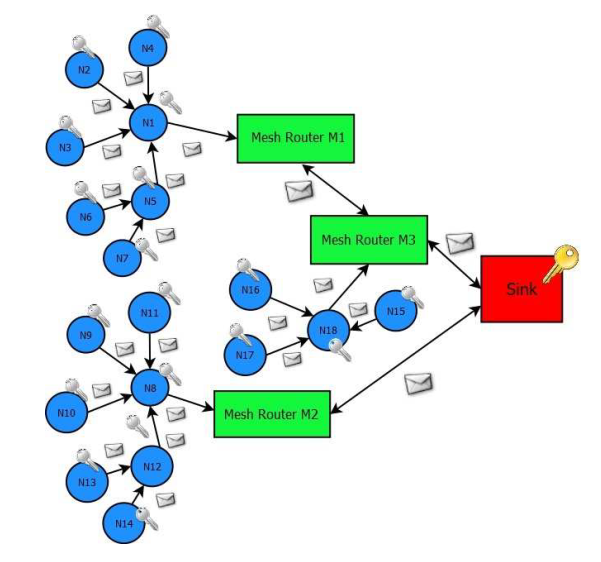 N4
N2
N1
N3
Mesh Router M1
N5
N6
Mesh Router M3
N7
N16
Sink
N11
N15
N9
N18
N17
N8
N10
Mesh Router M2
N12
N13
N14